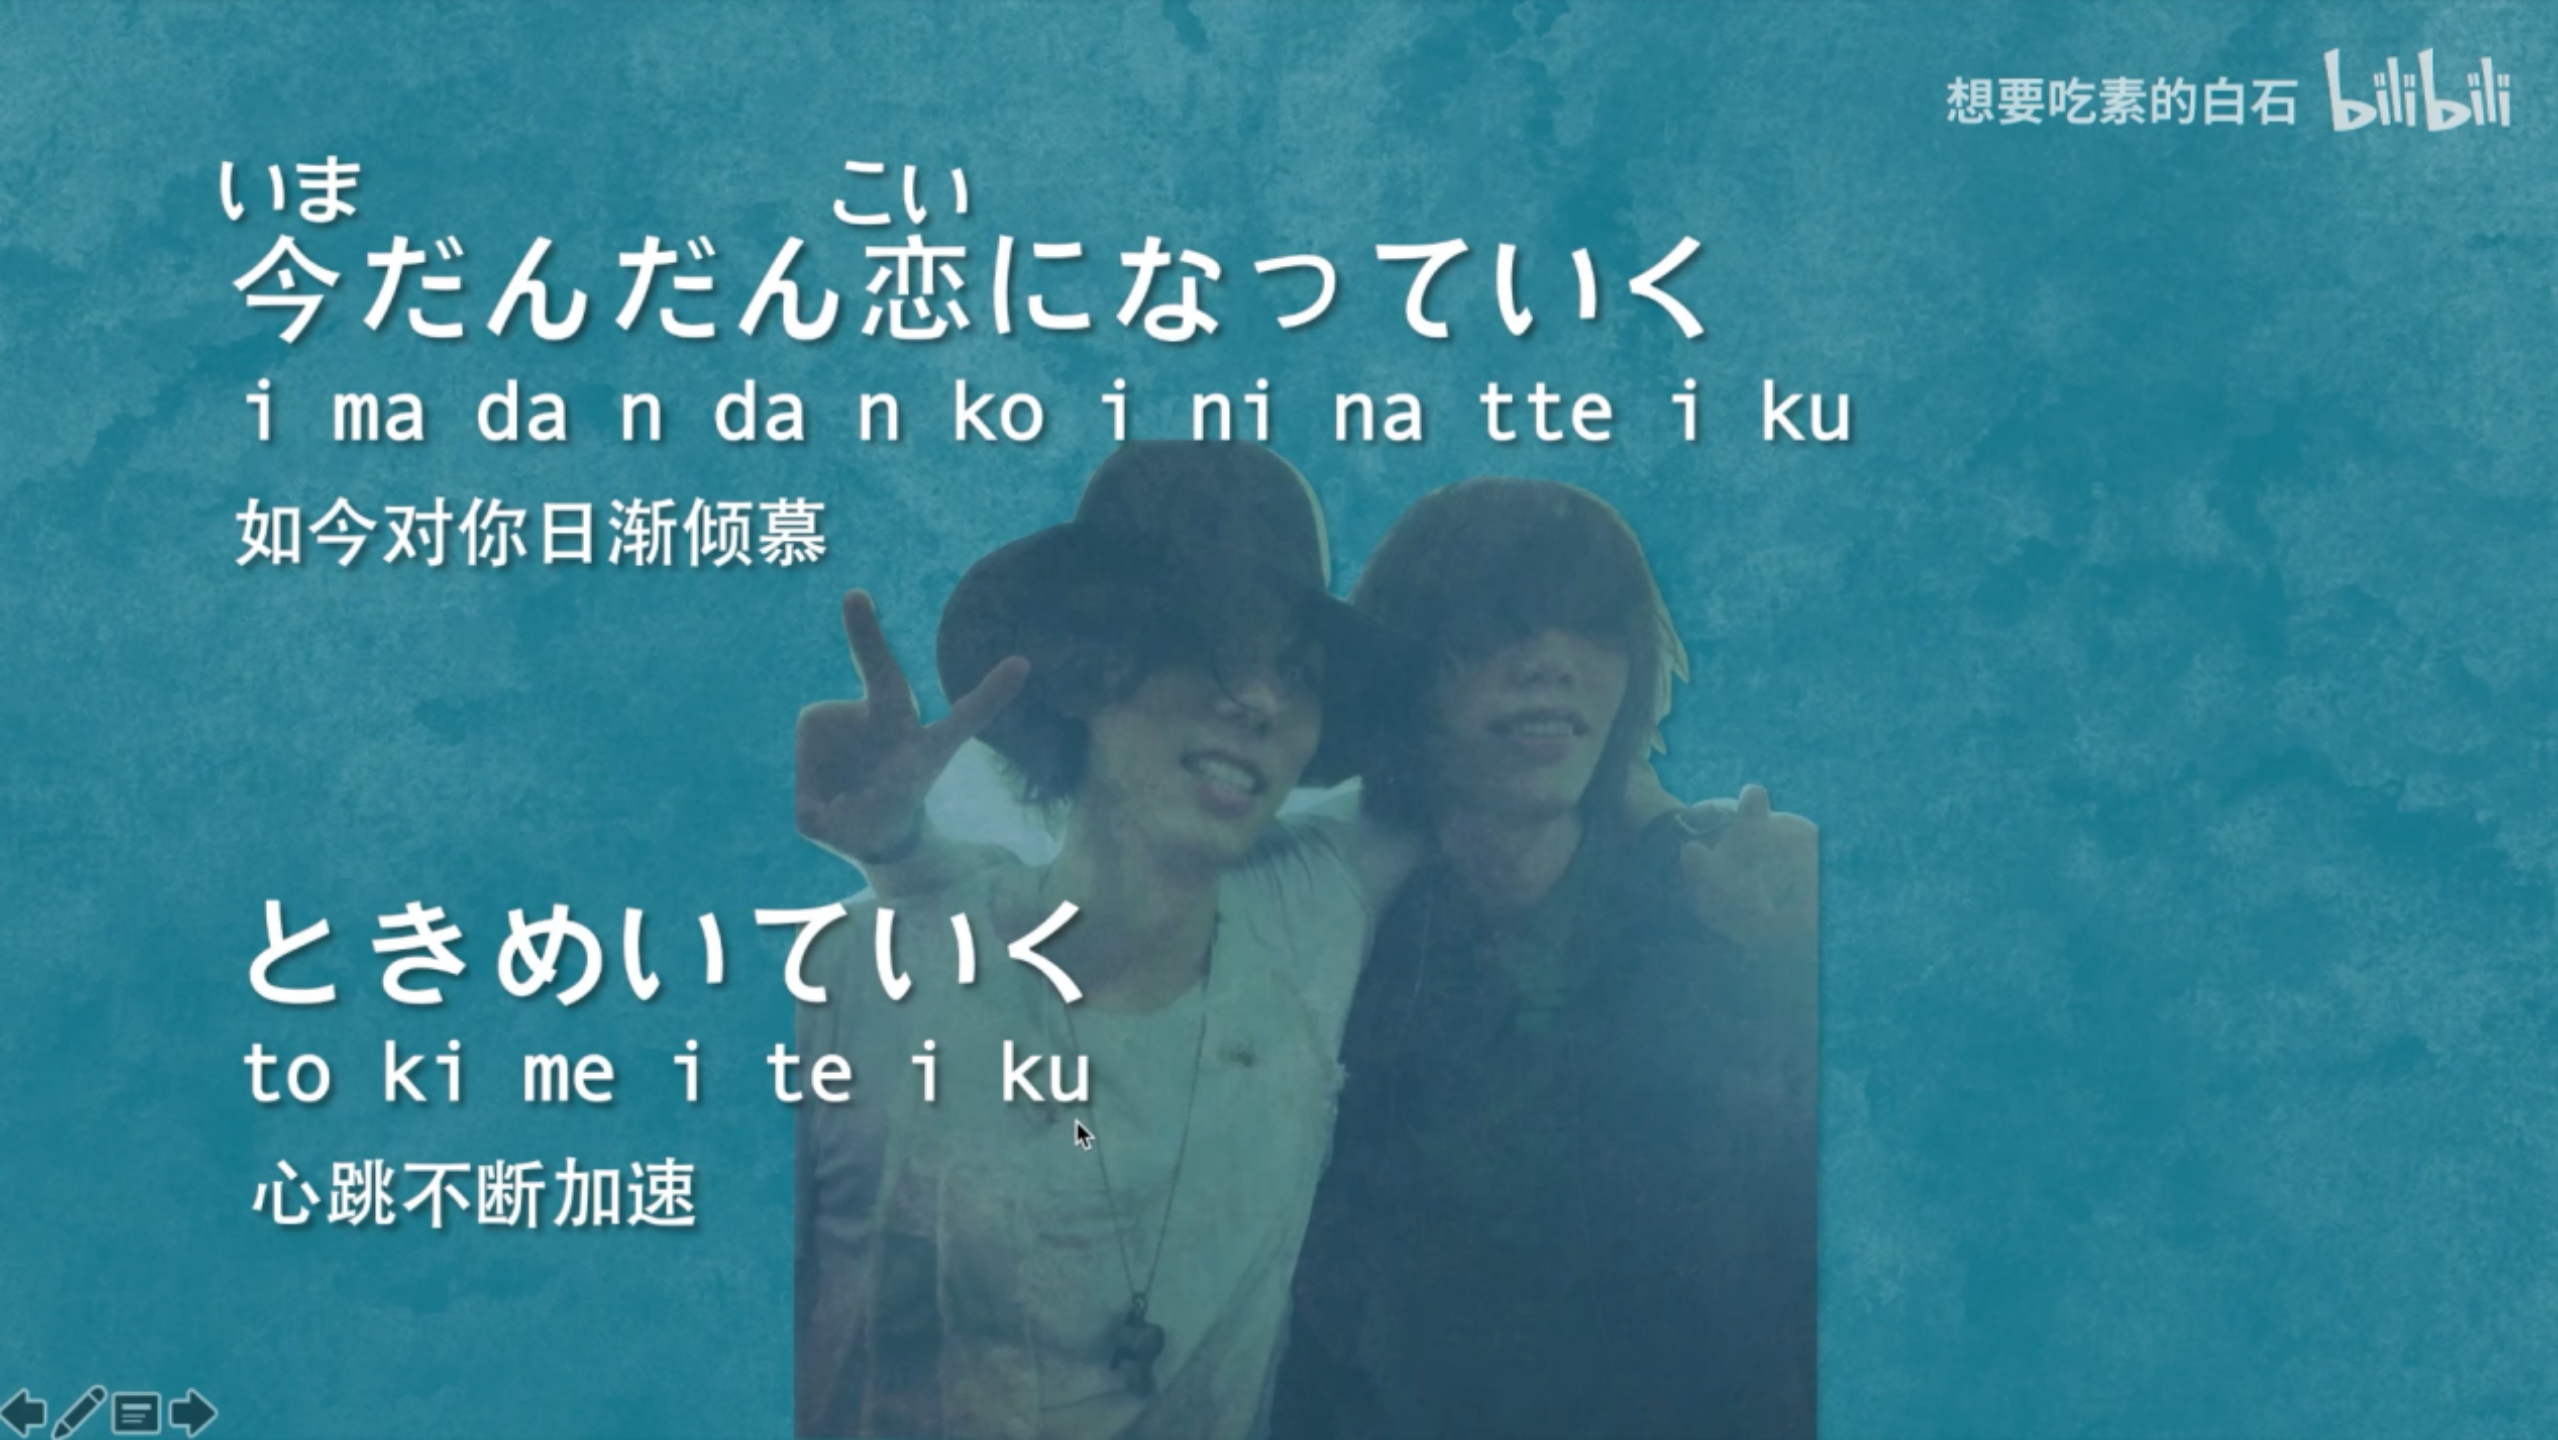 想要吃素的白石 bilibili
いま こい
今だんだん恋になっていく
i ma da n da n ko i ni na tte i ku
如今对你日渐倾慕
ときめいていく
to ki me i te i ku
心跳不断加速